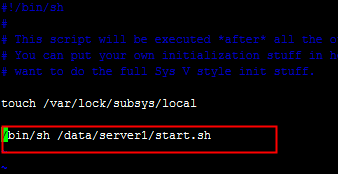 #!/bin/sh
#
# This script will be executed *after* all the o
# You can put your own initialization stuff in h
# want to do the full Sys V style init stuff.
touch /var/lock/subsys/local
/bin/sh /data/server1/start.sh
~